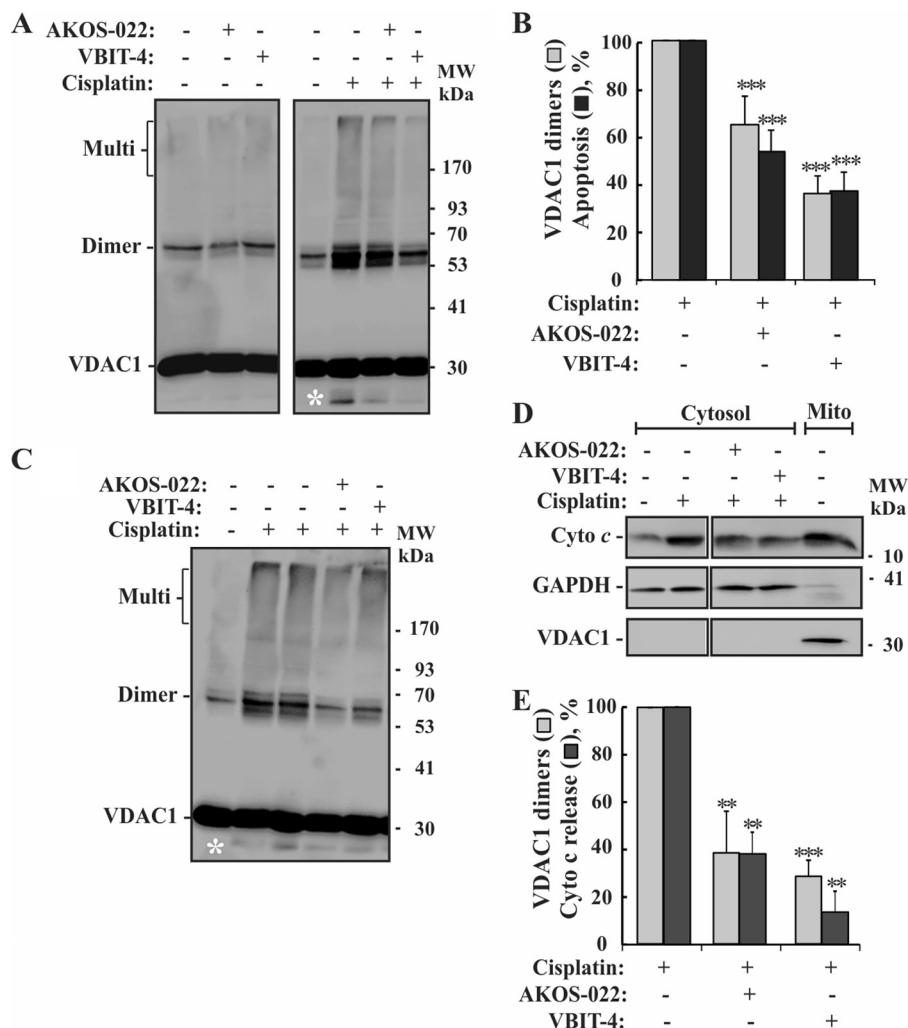 A
AKOS-022: - + - - - + -
VBIT-4: - - + - - - +
Cisplatin: - - - - + + +
MW
kDa
Multi
170
93
Dimer
70
53
41
VDAC1
30
*
B
VDAC1 dimers ( )
Apoptosis ( ), %
100
80
60
40
20
0
***
***
***
***
Cisplatin: + + +
AKOS-022: - + -
VBIT-4: - - +
C
AKOS-022: - - - + -
VBIT-4: - - - - +
Cisplatin: - + + + +
MW
kDa
Multi
170
93
Dimer
70
53
41
VDAC1
30
*
D
Cytosol Mito
AKOS-022: - - + - -
VBIT-4: - - - + -
Cisplatin: - + + + -
MW
kDa
Cyto c -
- 10
GAPDH -
- 41
VDAC1 -
- 30
E
VDAC1 dimers ( )
Cyto c release ( ), %
100
80
60
40
20
0
**
**
***
**
Cisplatin: + + +
AKOS-022: - + -
VBIT-4: - - +